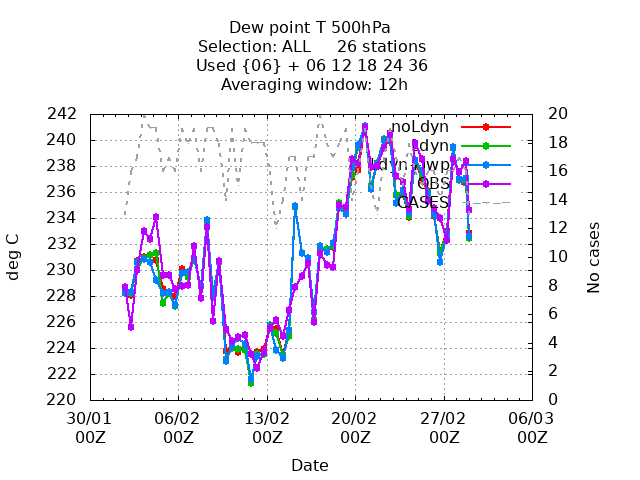 Dew point T 500hPa
Selection: ALL 26 stations
Used {06} + 06 12 18 24 36
Averaging window: 12h
242
240
238
236
234
232
230
228
226
224
222
220
deg C
20
18
16
14
12
10
8
6
4
2
0
No cases
noLdyn
Ldyn
CASES
OBS
30/01 06/02 13/02 20/02 27/02 06/03
00Z 00Z 00Z 00Z 00Z 00Z
Date